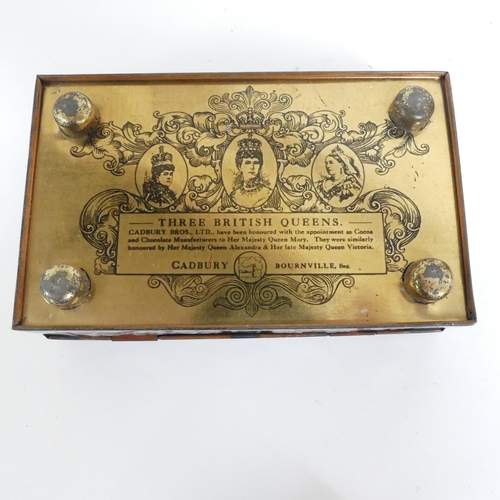 THREE BRITISH QUEENS.
CADBURY BROS., LTD., have been honoured with the appointment as Cocoa
and Chocolate Manufacturers to Her Majesty Queen Mary. They were similarly
honoured by Her Majesty Queen Alexandra & Her late Majesty Queen Victoria.
CADBURY BOURNVILLE, Eng.